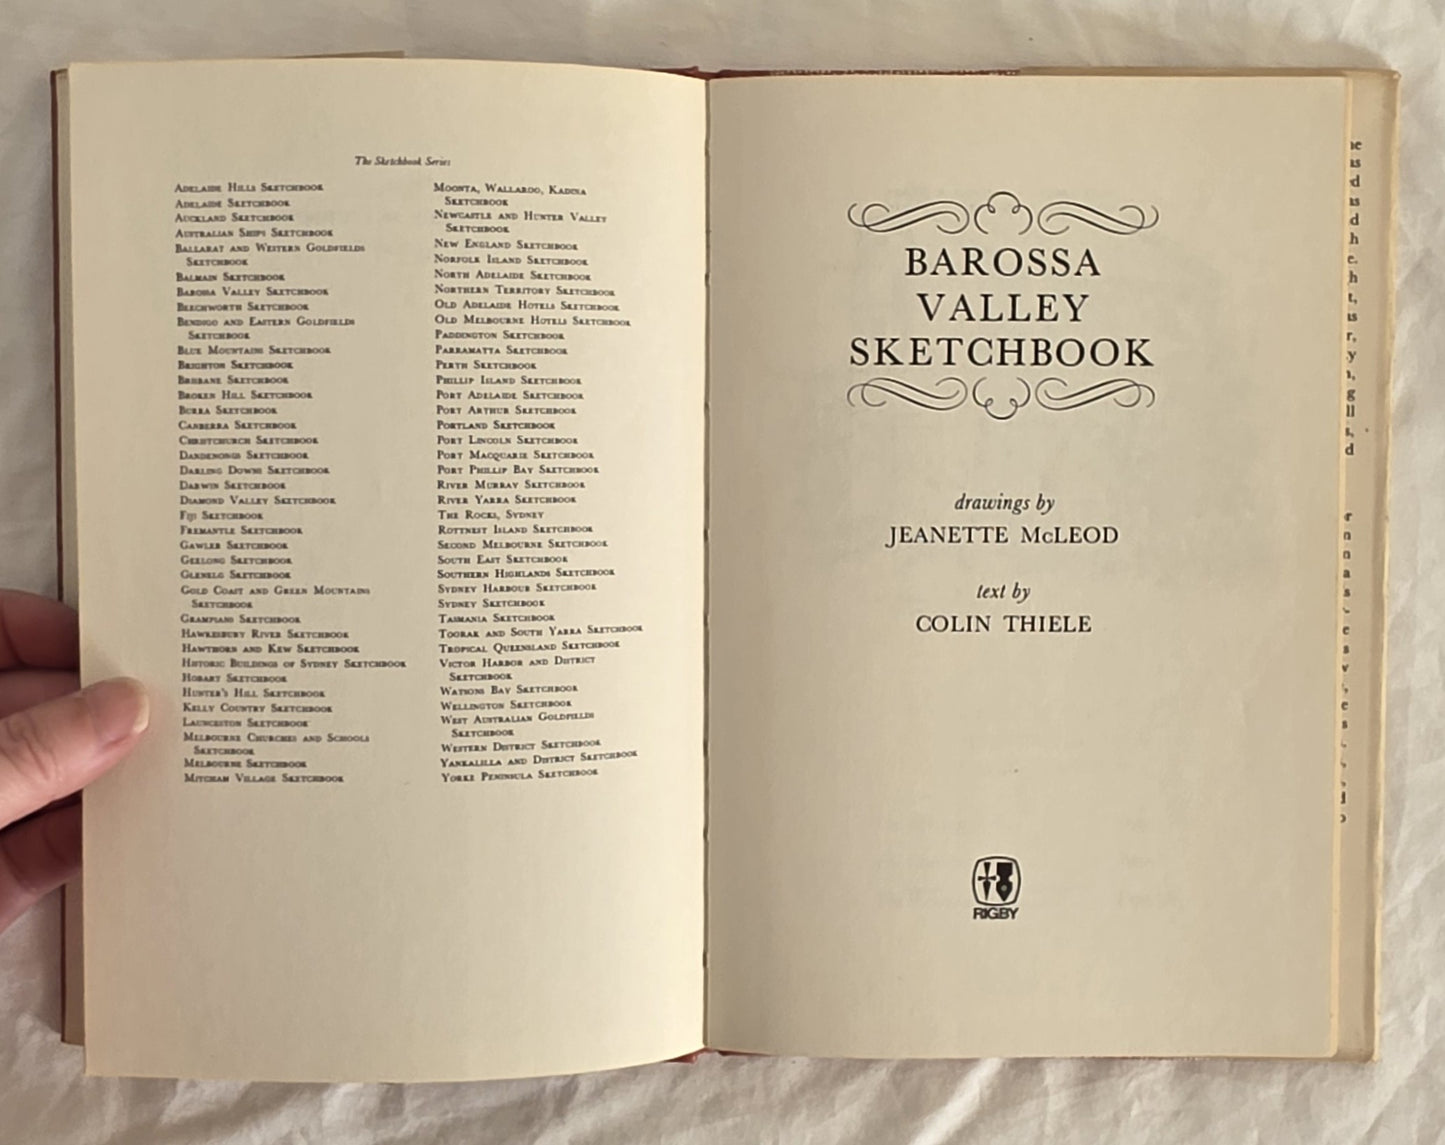 The Sketchbook Series
Adelaide Hills Sketchbook
Adelaide Sketchbook
Auckland Sketchbook
Australian Ships Sketchbook
Ballarat and Western Goldfields
Sketchbook
Balmain Sketchbook
Barossa Valley Sketchbook
Beechworth Sketchbook
Bendigo and Eastern Goldfields
Sketchbook
Blue Mountains Sketchbook
Brighton Sketchbook
Brisbane Sketchbook
Broken Hill Sketchbook
Burra Sketchbook
Canberra Sketchbook
Christchurch Sketchbook
Dandenongs Sketchbook
Darling Downs Sketchbook
Darwin Sketchbook
Diamond Valley Sketchbook
Fiji Sketchbook
Fremantle Sketchbook
Gawler Sketchbook
Geelong Sketchbook
Glenelg Sketchbook
Gold Coast and Green Mountains
Sketchbook
Grampians Sketchbook
Hawkesbury River Sketchbook
Hawthorn and Kew Sketchbook
Historic Buildings of Sydney Sketchbook
Hobart Sketchbook
Hunter's Hill Sketchbook
Kelly Country Sketchbook
Launceston Sketchbook
Melbourne Churches and Schools
Sketchbook
Melbourne Sketchbook
Mitcham Village Sketchbook
Moonta, Wallaroo, Kadina
Sketchbook
Newcastle and Hunter Valley
Sketchbook
New England Sketchbook
Norfolk Island Sketchbook
North Adelaide Sketchbook
Northern Territory Sketchbook
Old Adelaide Hotels Sketchbook
Old Melbourne Hotels Sketchbook
Paddington Sketchbook
Parramatta Sketchbook
Perth Sketchbook
Phillip Island Sketchbook
Port Adelaide Sketchbook
Port Arthur Sketchbook
Portland Sketchbook
Port Lincoln Sketchbook
Port Macquarie Sketchbook
Port Phillip Bay Sketchbook
River Murray Sketchbook
River Yarra Sketchbook
The Rocks, Sydney
Rottnest Island Sketchbook
Second Melbourne Sketchbook
South East Sketchbook
Southern Highlands Sketchbook
Sydney Harbour Sketchbook
Sydney Sketchbook
Tasmania Sketchbook
Toorak and South Yarra Sketchbook
Tropical Queensland Sketchbook
Victor Harbor and District
Sketchbook
Watsons Bay Sketchbook
Wellington Sketchbook
West Australian Goldfields
Sketchbook
Western District Sketchbook
Yankalilla and District Sketchbook
Yorke Peninsula Sketchbook
BAROSSA
VALLEY
SKETCHBOOK
drawings by
JEANETTE McLEOD
text by
COLIN THIELE
RIGBY